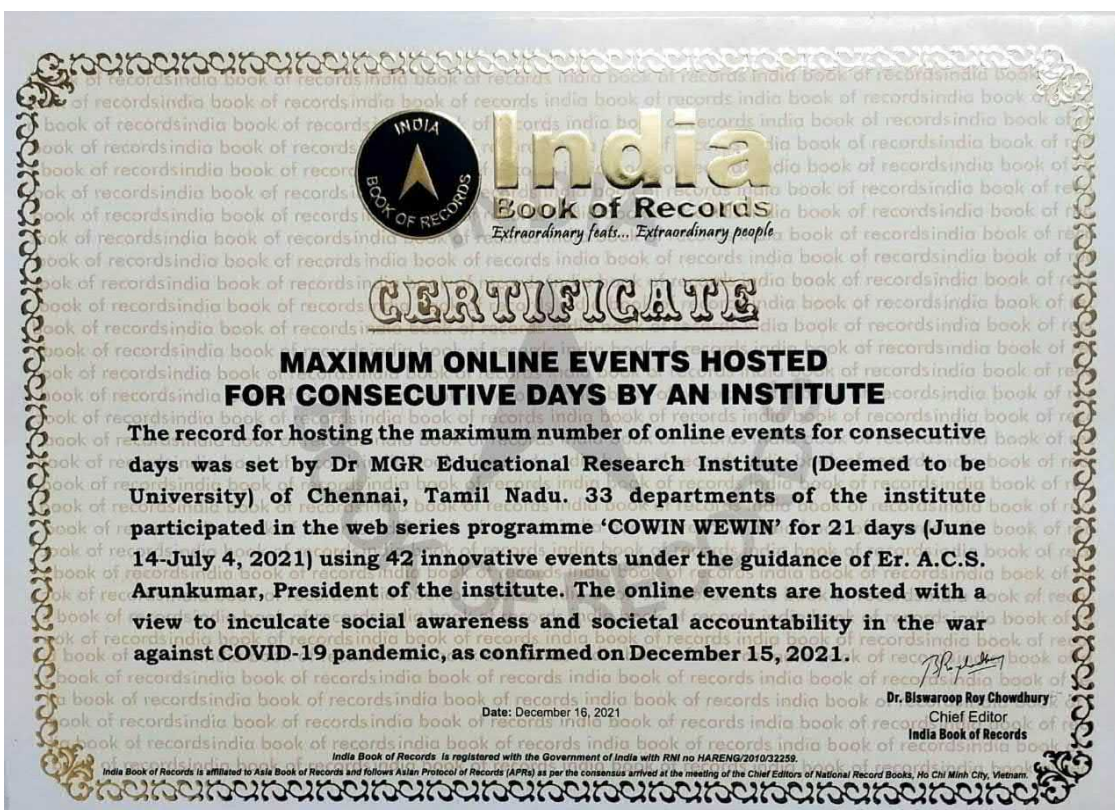 INDIA
BOOK OF RECORDS
India
Book of Records
Extraordinary feats... Extraordinary people
CERTIFICATE
MAXIMUM ONLINE EVENTS HOSTED
FOR CONSECUTIVE DAYS BY AN INSTITUTE
The record for hosting the maximum number of online events for consecutive
days was set by Dr MGR Educational Research Institute (Deemed to be
University) of Chennai, Tamil Nadu. 33 departments of the institute
participated in the web series programme ‘COWIN WEWIN’ for 21 days (June
14-July 4, 2021) using 42 innovative events under the guidance of Er. A.C.S.
Arunkumar, President of the institute. The online events are hosted with a
view to inculcate social awareness and societal accountability in the war
against COVID-19 pandemic, as confirmed on December 15, 2021.
Dr. Biswaroop Roy Chowdhury
Date: December 16, 2021
Chief Editor
India Book of Records
India Book of Records is registered with the Government of India with RNI no HARENG/2010/32259.
India Book of Records is affiliated to Asia Book of Records and follows Asian Protocol of Records (APRs) as per the consensus arrived at the meeting of the Chief Editors of National Record Books, Ho Chi Minh City, Vietnam.